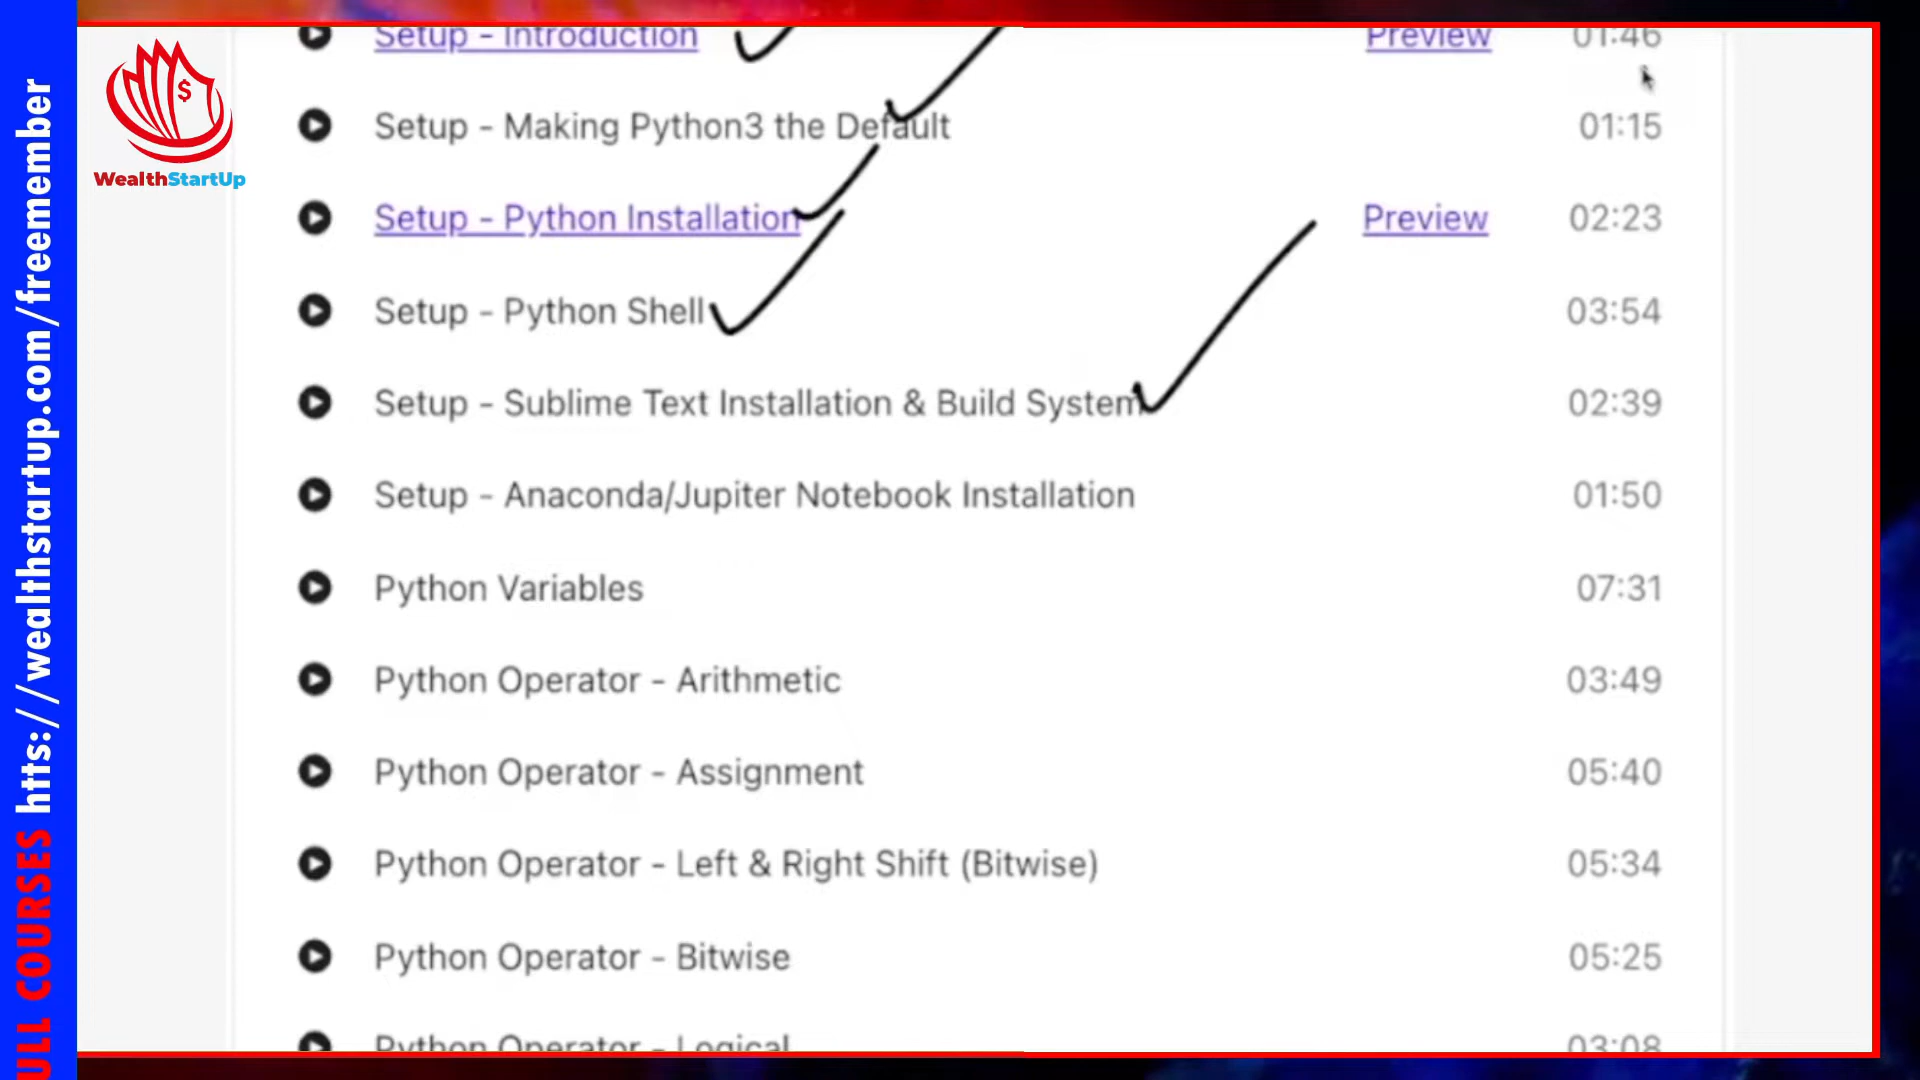 Setup - Introduction Preview 01:46
Setup - Making Python3 the Default 01:15
Setup - Python Installation Preview 02:23
Setup - Python Shell 03:54
Setup - Sublime Text Installation & Build System 02:39
Setup - Anaconda/Jupiter Notebook Installation 01:50
Python Variables 07:31
Python Operator - Arithmetic 03:49
Python Operator - Assignment 05:40
Python Operator - Left & Right Shift (Bitwise) 05:34
Python Operator - Bitwise 05:25
Python Operator - Logical 03:08
$
WealthStartUp
ULL COURSES htts://wealthstartup.com/freemember